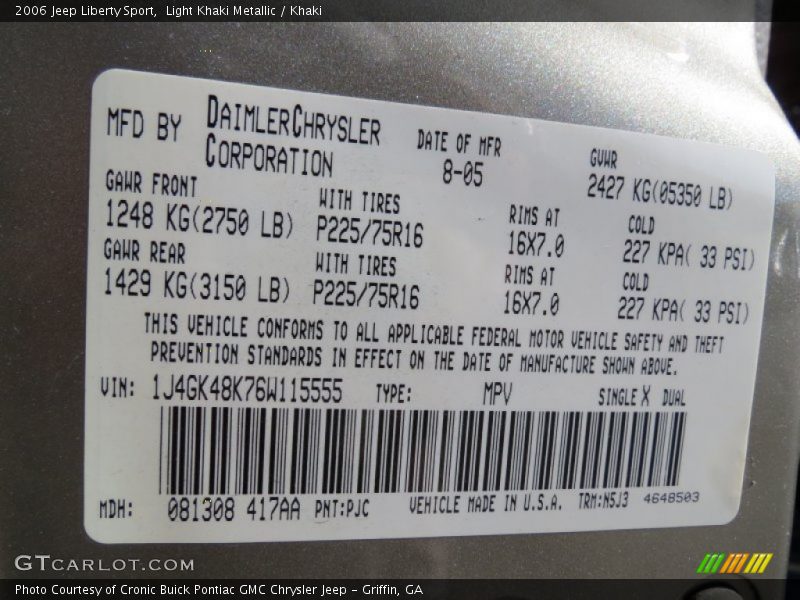 2006 Jeep Liberty Sport,  Light Khaki Metallic / Khaki
MFD BY DAIMLERCHRYSLER CORPORATION
DATE OF MFR 8-05
GVWR 2427 KG(05350 LB)
GAWR FRONT WITH TIRES RIMS AT COLD
1248 KG(2750 LB) P225/75R16 16X7.0 227 KPA( 33 PSI)
GAWR REAR WITH TIRES RIMS AT COLD
1429 KG(3150 LB) P225/75R16 16X7.0 227 KPA( 33 PSI)
THIS VEHICLE CONFORMS TO ALL APPLICABLE FEDERAL MOTOR VEHICLE SAFETY AND THEFT
PREVENTION STANDARDS IN EFFECT ON THE DATE OF MANUFACTURE SHOWN ABOVE.
VIN: 1J4GK48K76W115555 TYPE: MPV SINGLE X DUAL
MDH: 081308 417AA PNT:PJC VEHICLE MADE IN U.S.A. TRM:N5J3 4648503
GTCARLOT.COM
Photo Courtesy of Cronic Buick Pontiac GMC Chrysler Jeep - Griffin, GA